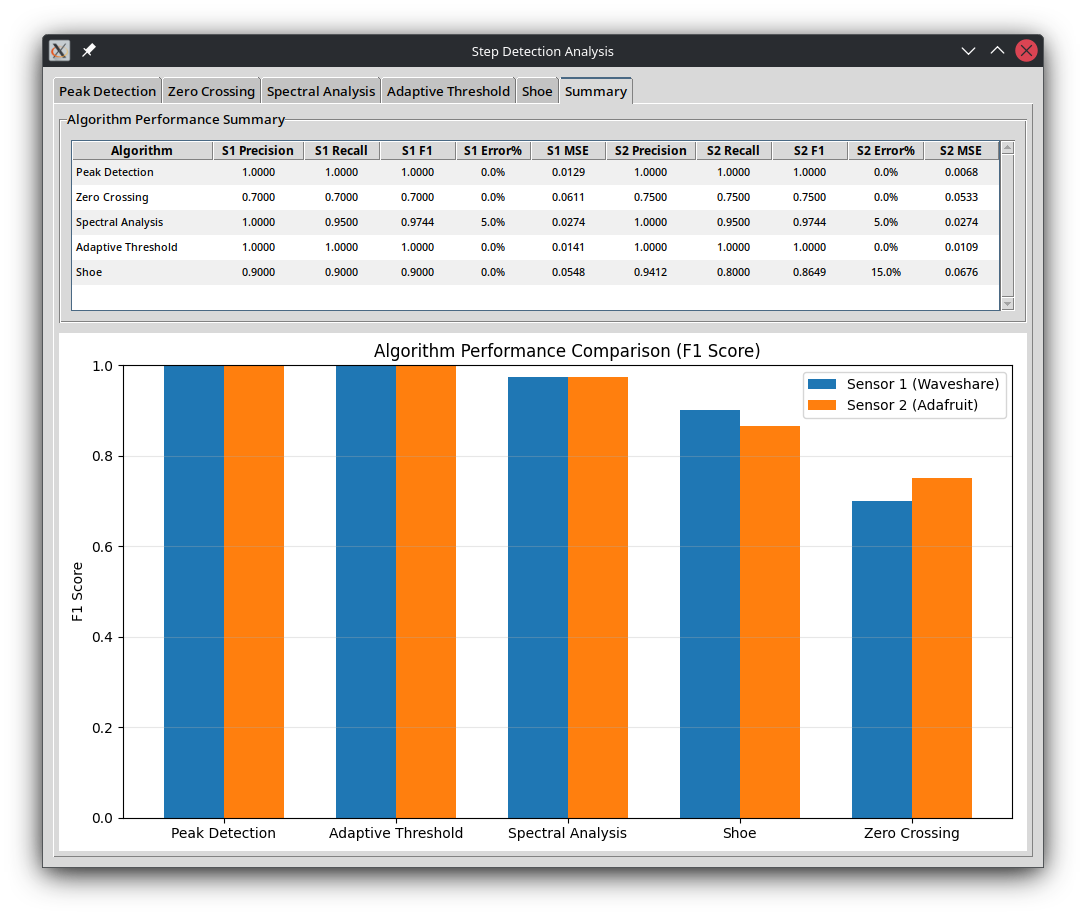 Step Detection Analysis
Peak Detection Zero Crossing Spectral Analysis Adaptive Threshold Shoe Summary
Algorithm Performance Summary
Algorithm S1 Precision S1 Recall S1 F1 S1 Error% S1 MSE S2 Precision S2 Recall S2 F1 S2 Error% S2 MSE
Peak Detection 1.0000 1.0000 1.0000 0.0% 0.0129 1.0000 1.0000 1.0000 0.0% 0.0068
Zero Crossing 0.7000 0.7000 0.7000 0.0% 0.0611 0.7500 0.7500 0.7500 0.0% 0.0533
Spectral Analysis 1.0000 0.9500 0.9744 5.0% 0.0274 1.0000 0.9500 0.9744 5.0% 0.0274
Adaptive Threshold 1.0000 1.0000 1.0000 0.0% 0.0141 1.0000 1.0000 1.0000 0.0% 0.0109
Shoe 0.9000 0.9000 0.9000 0.0% 0.0548 0.9412 0.8000 0.8649 15.0% 0.0676
Algorithm Performance Comparison (F1 Score)
Sensor 1 (Waveshare)
Sensor 2 (Adafruit)
F1 Score
1.0
0.8
0.6
0.4
0.2
0.0
Peak Detection Adaptive Threshold Spectral Analysis Shoe Zero Crossing